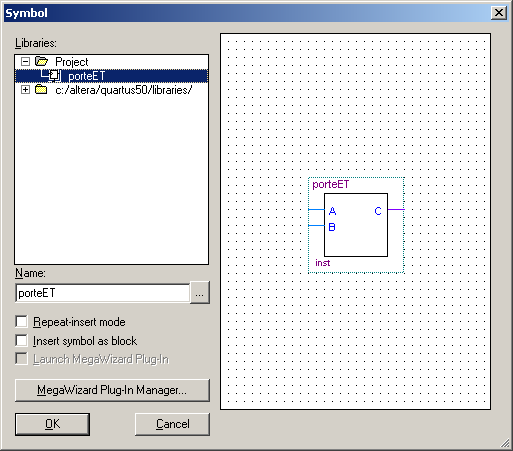 Symbol
Libraries:
Project
porteET
c:/altera/quartus50/libraries/
Name:
porteET
...
Repeat-insert mode
Insert symbol as block
Launch MegaWizard Plug-In
MegaWizard Plug-In Manager...
OK
Cancel
porteET
A C
B
inst